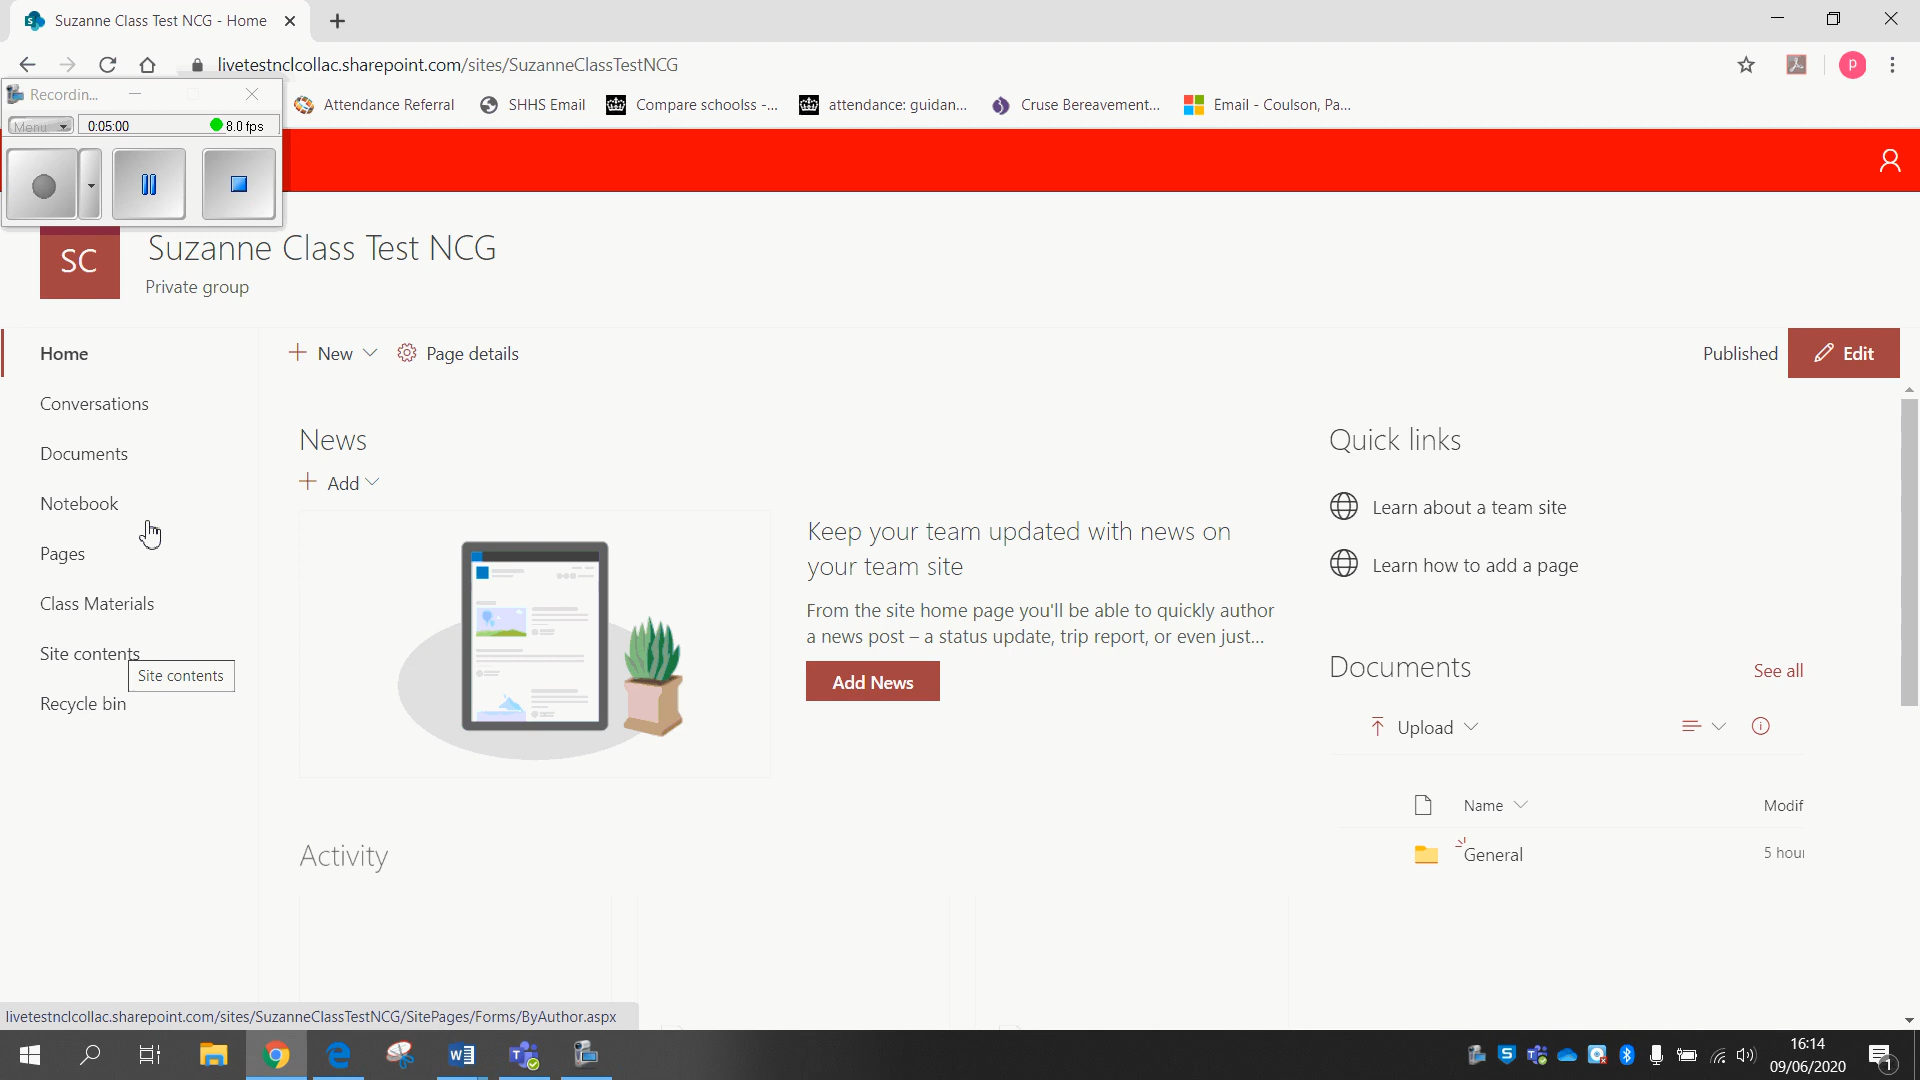 Suzanne Class Test NCG - Home
livetestnclcollac.sharepoint.com/sites/SuzanneClassTestNCG
Recordin...
Attendance Referral
SHHS Email
Compare schoolss -...
attendance: guidan...
Cruse Bereavement...
Email - Coulson, Pa...
P
Menu
0:05:00
8.0 fps
SC
Suzanne Class Test NCG
Private group
Home
New
Page details
Published
Edit
Conversations
Documents
Notebook
Pages
Class Materials
Site contents
Site contents
Recycle bin
News
Add
Keep your team updated with news on
your team site
From the site home page you'll be able to quickly author
a news post – a status update, trip report, or even just...
Add News
Quick links
Learn about a team site
Learn how to add a page
Documents
See all
Upload
Name
Modif
General
5 hour
Activity
livetestnclcollac.sharepoint.com/sites/SuzanneClassTestNCG/SitePages/Forms/ByAuthor.aspx
16:14
09/06/2020
1